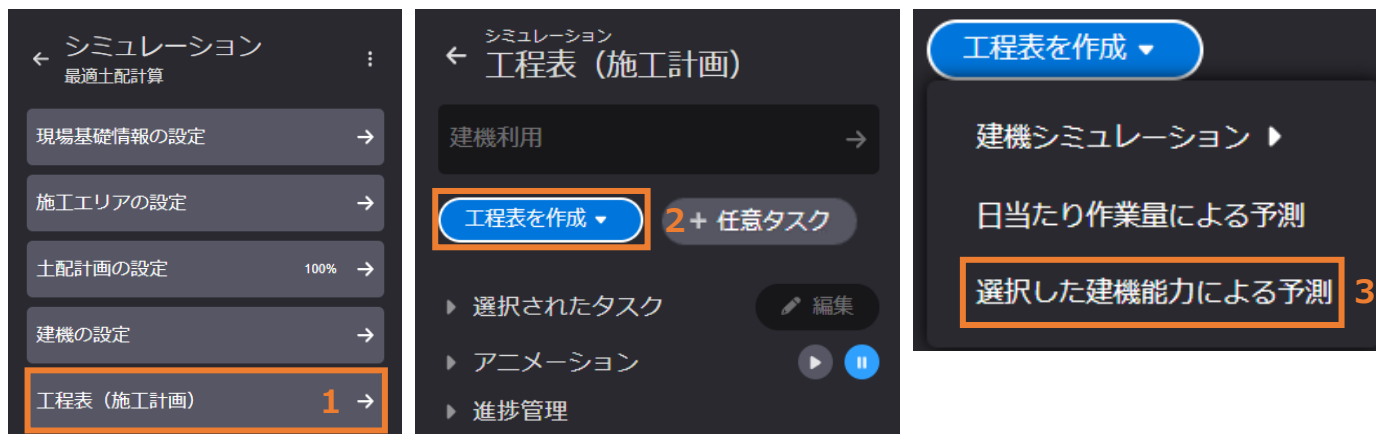 シミュレーション
最適土配計算
現場基礎情報の設定
施工エリアの設定
土配計画の設定 100%
建機の設定
工程表（施工計画） 1
シミュレーション
工程表（施工計画）
建機利用
工程表を作成 2 + 任意タスク
選択されたタスク 編集
アニメーション
進捗管理
工程表を作成
建機シミュレーション
日当たり作業量による予測
選択した建機能力による予測 3